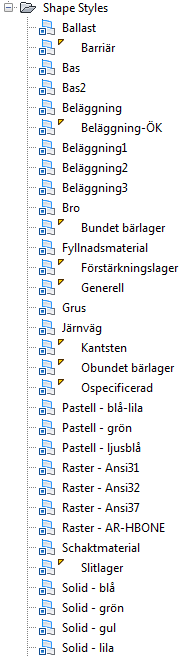 Shape Styles
Ballast
Barriär
Bas
Bas2
Beläggning
Beläggning-ÖK
Beläggning1
Beläggning2
Beläggning3
Bro
Bundet bärlager
Fyllnadsmaterial
Förstärkningslager
Generell
Grus
Järnväg
Kantsten
Obundet bärlager
Ospecificerad
Pastell - blå-lila
Pastell - grön
Pastell - ljusblå
Raster - Ansi31
Raster - Ansi32
Raster - Ansi37
Raster - AR-HBONE
Schaktmaterial
Slitlager
Solid - blå
Solid - grön
Solid - gul
Solid - lila